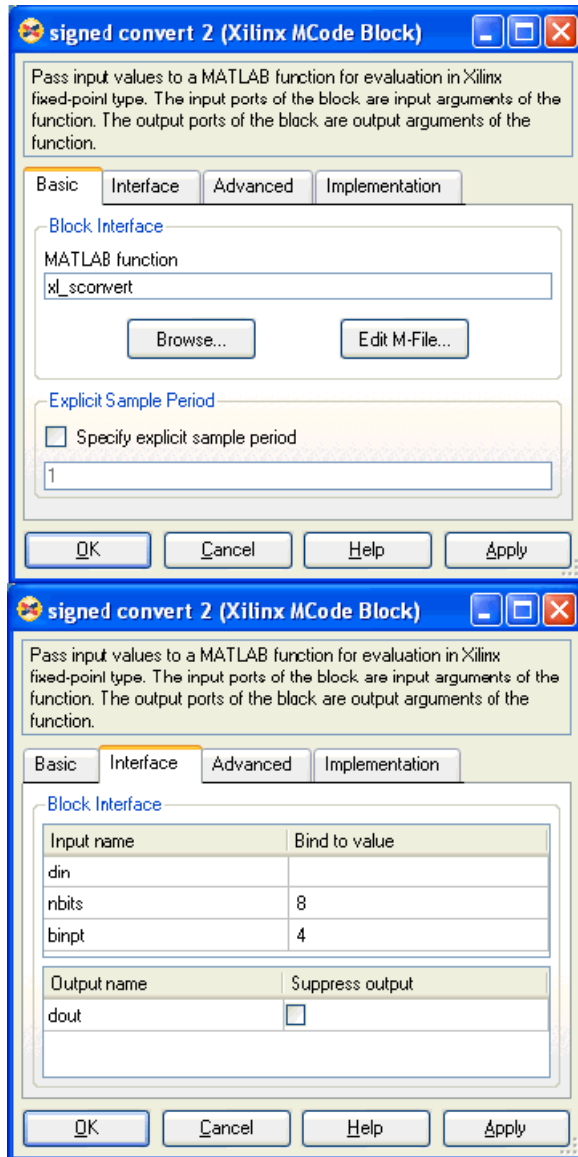 signed convert 2 (Xilinx MCode Block)
Pass input values to a MATLAB function for evaluation in Xilinx
fixed-point type. The input ports of the block are input arguments of the
function. The output ports of the block are output arguments of the
function.
Basic Interface Advanced Implementation
Block Interface
MATLAB function
xl_sconvert
Browse... Edit M-File...
Explicit Sample Period
Specify explicit sample period
1
OK Cancel Help Apply
signed convert 2 (Xilinx MCode Block)
Pass input values to a MATLAB function for evaluation in Xilinx
fixed-point type. The input ports of the block are input arguments of the
function. The output ports of the block are output arguments of the
function.
Basic Interface Advanced Implementation
Block Interface
Input name Bind to value
din
nbits 8
binpt 4
Output name Suppress output
dout
OK Cancel Help Apply